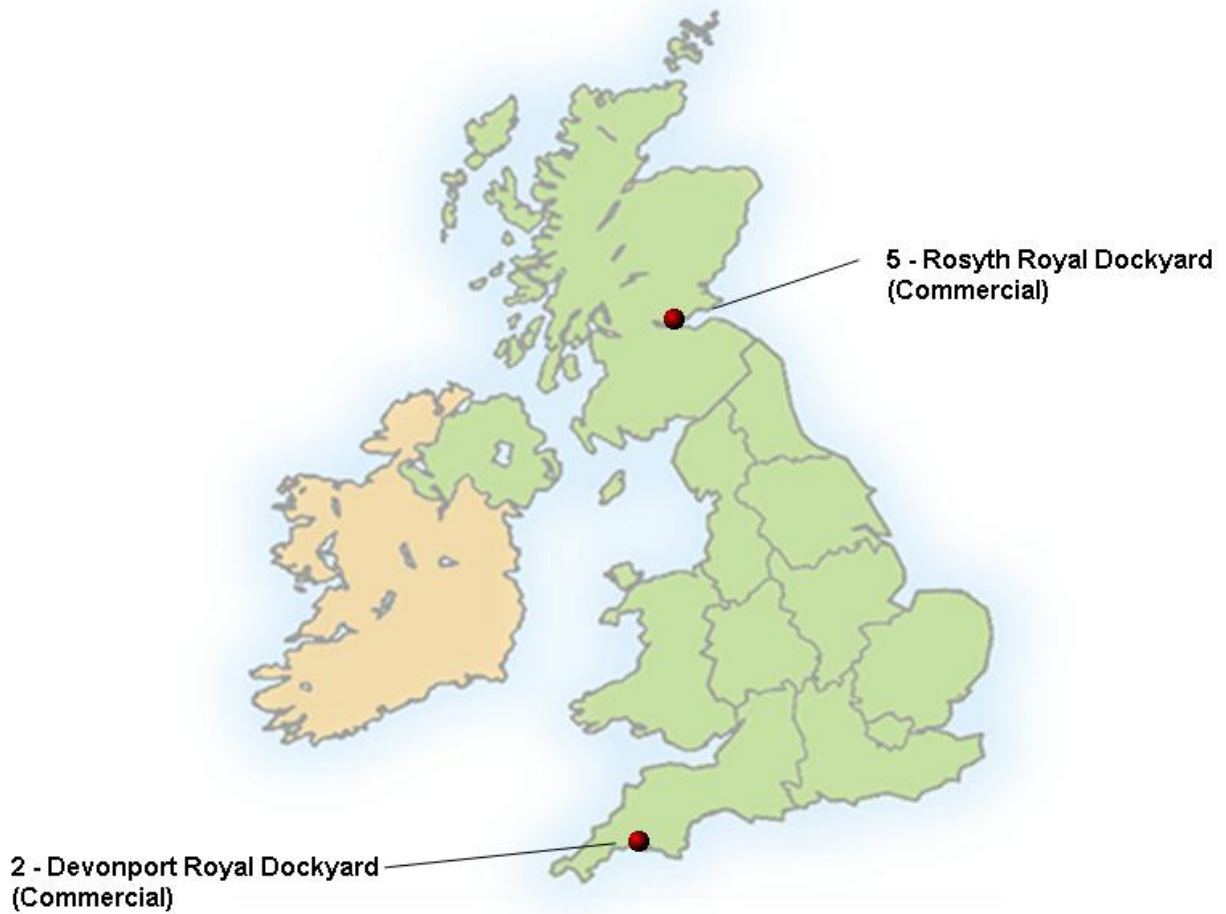 5 - Rosyth Royal Dockyard
(Commercial)
2 - Devonport Royal Dockyard
(Commercial)